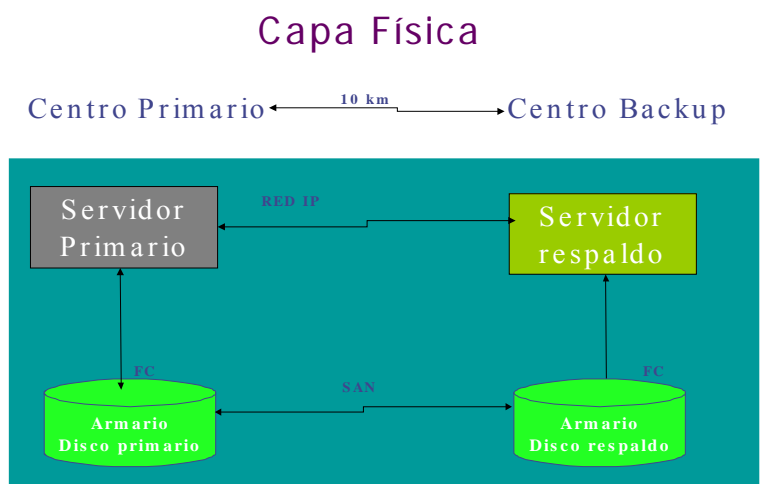 Capa Física
Centro Primario
10 km
Centro Backup
Servidor
Primario
RED IP
Servidor
respaldo
FC
SAN
FC
Armario
Disco primario
Armario
Disco respaldo